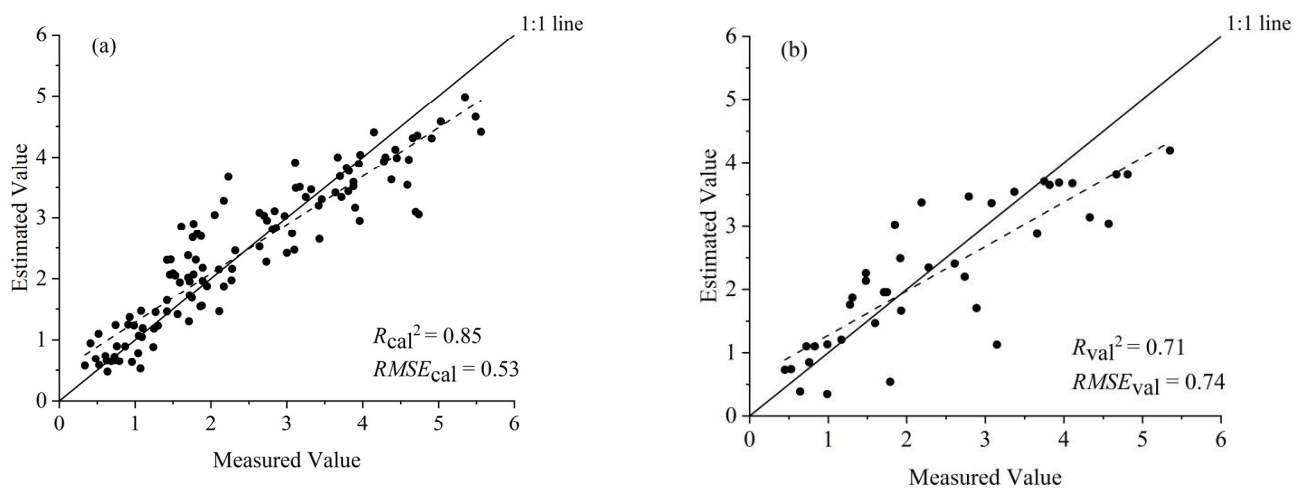 (a)
1:1 line
6
5
4
3
2
1
0
0 1 2 3 4 5 6
Estimated Value
Measured Value
Rcal² = 0.85
RMSEcal = 0.53
(b)
1:1 line
6
5
4
3
2
1
0
0 1 2 3 4 5 6
Estimated Value
Measured Value
Rval² = 0.71
RMSEval = 0.74